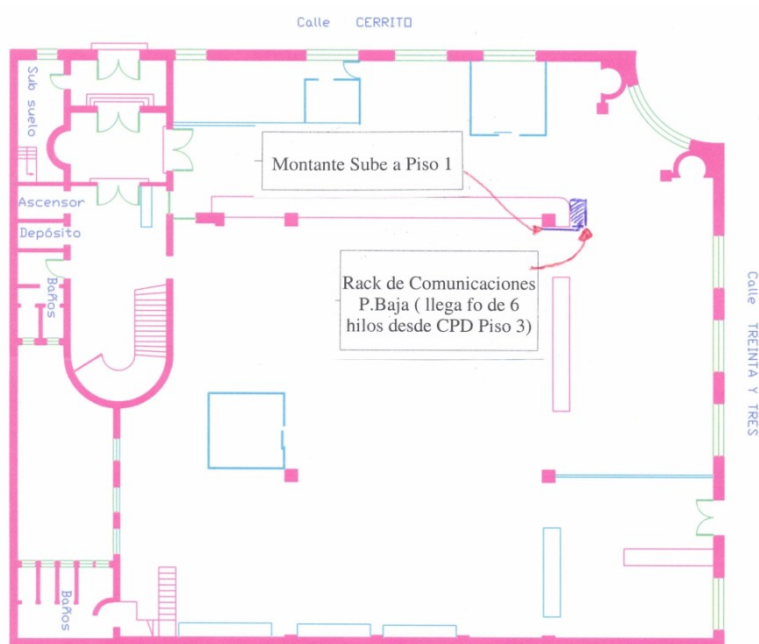 Calle CERRITO
Sub suelo
Montante Sube a Piso 1
Ascensor
Depósito
Baños
Rack de Comunicaciones
P.Baja ( llega fo de 6
hilos desde CPD Piso 3)
Calle TREINTA Y TRES
Baños